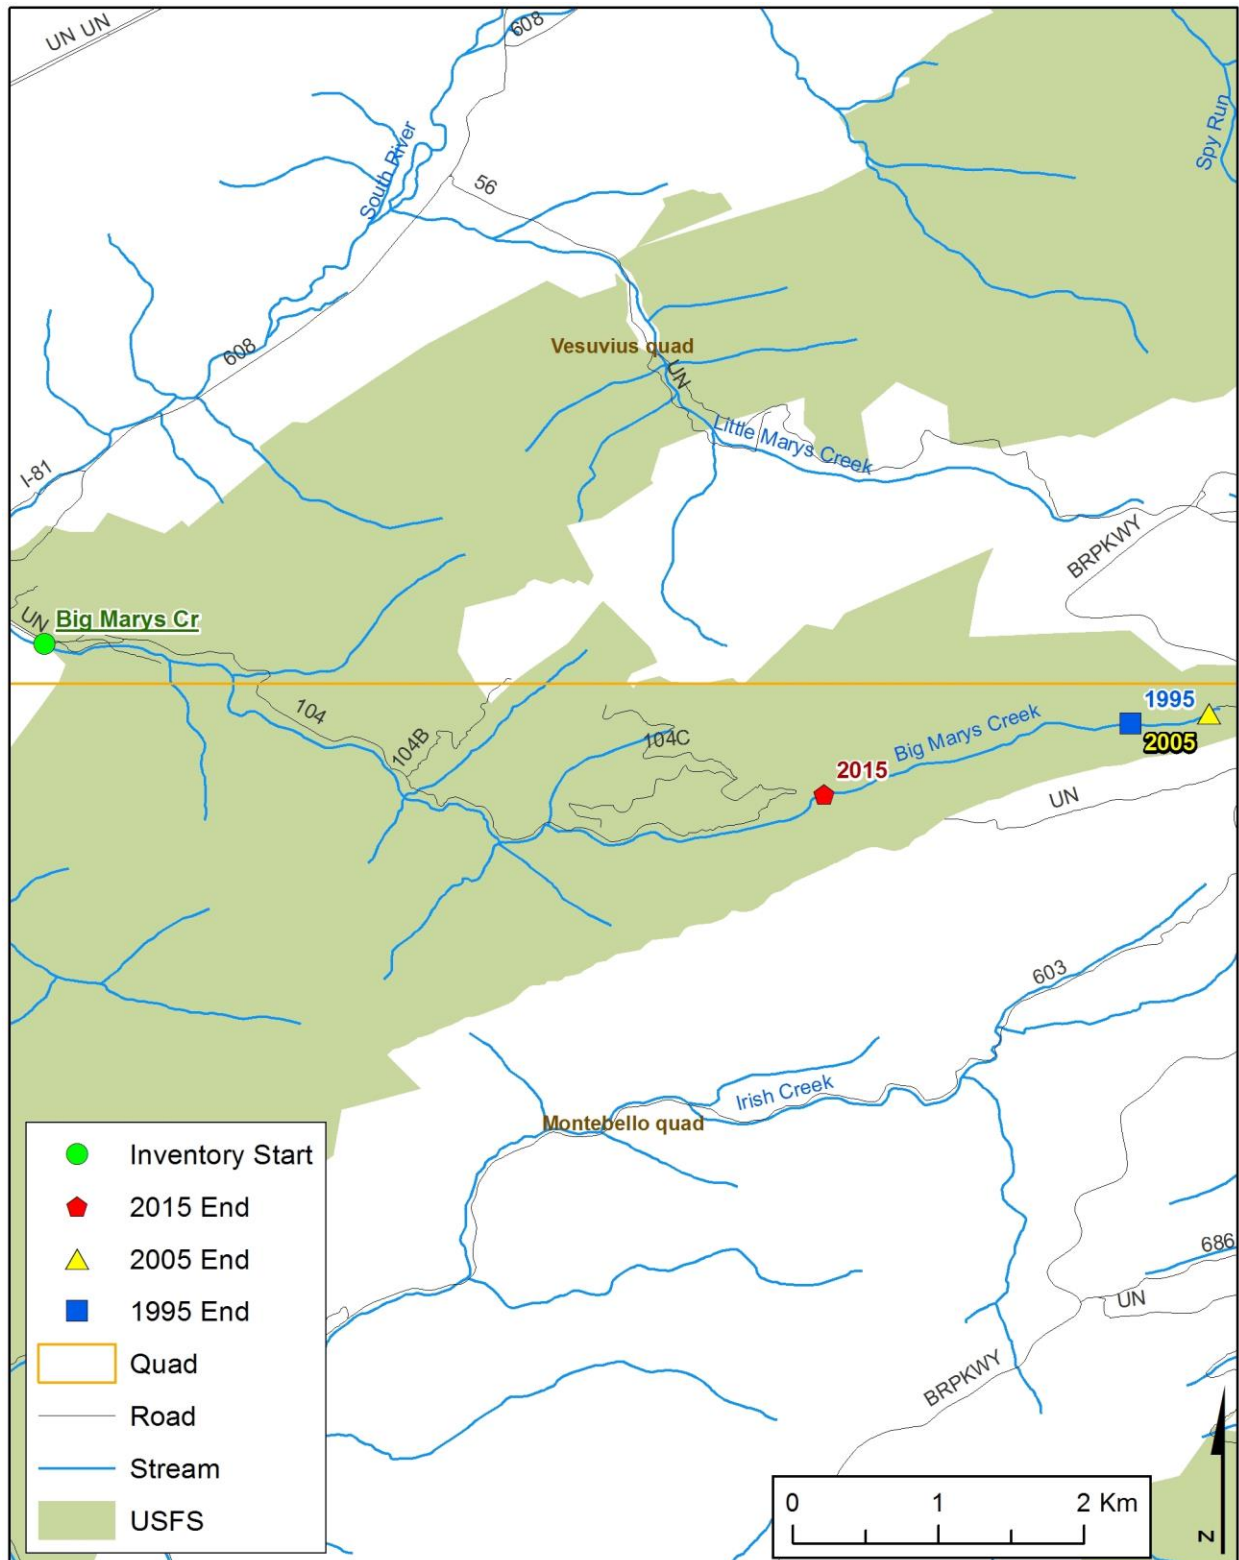 UN UN
608
Spy Run
South River
56
608
Vesuvius quad
UN
Little Marys Creek
I-81
BRPKWY
UN
Big Marys Cr
104
104B
104C
Big Marys Creek
1995
2005
2015
UN
603
Irish Creek
Montebello quad
686
UN
BRPKWY
Inventory Start
2015 End
2005 End
1995 End
Quad
Road
Stream
USFS
0 1 2 Km
N